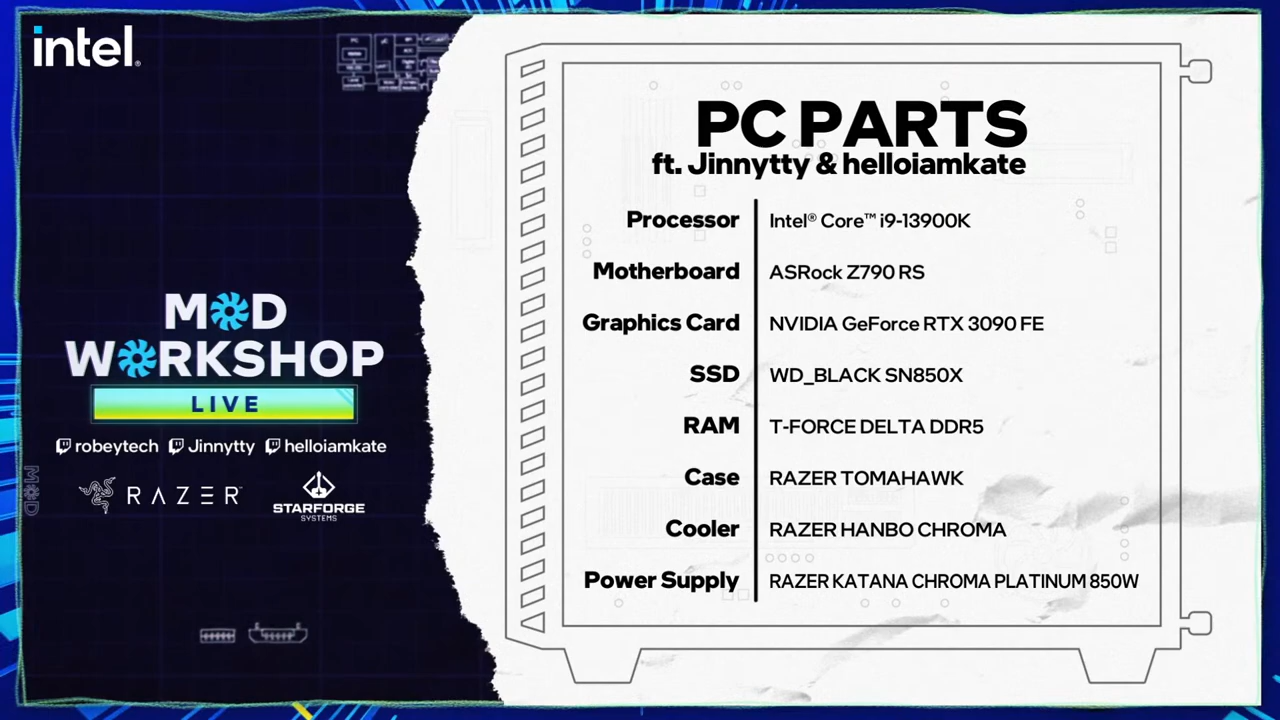 intel.
MOD
WORKSHOP
LIVE
robeytech Jinnytty helloiamkate
RAZER™
STARFORGE
SYSTEMS
MOD
PC PARTS
ft. Jinnytty & helloiamkate
Processor Intel® Core™ i9-13900K
Motherboard ASRock Z790 RS
Graphics Card NVIDIA GeForce RTX 3090 FE
SSD WD_BLACK SN850X
RAM T-FORCE DELTA DDR5
Case RAZER TOMAHAWK
Cooler RAZER HANBO CHROMA
Power Supply RAZER KATANA CHROMA PLATINUM 850W